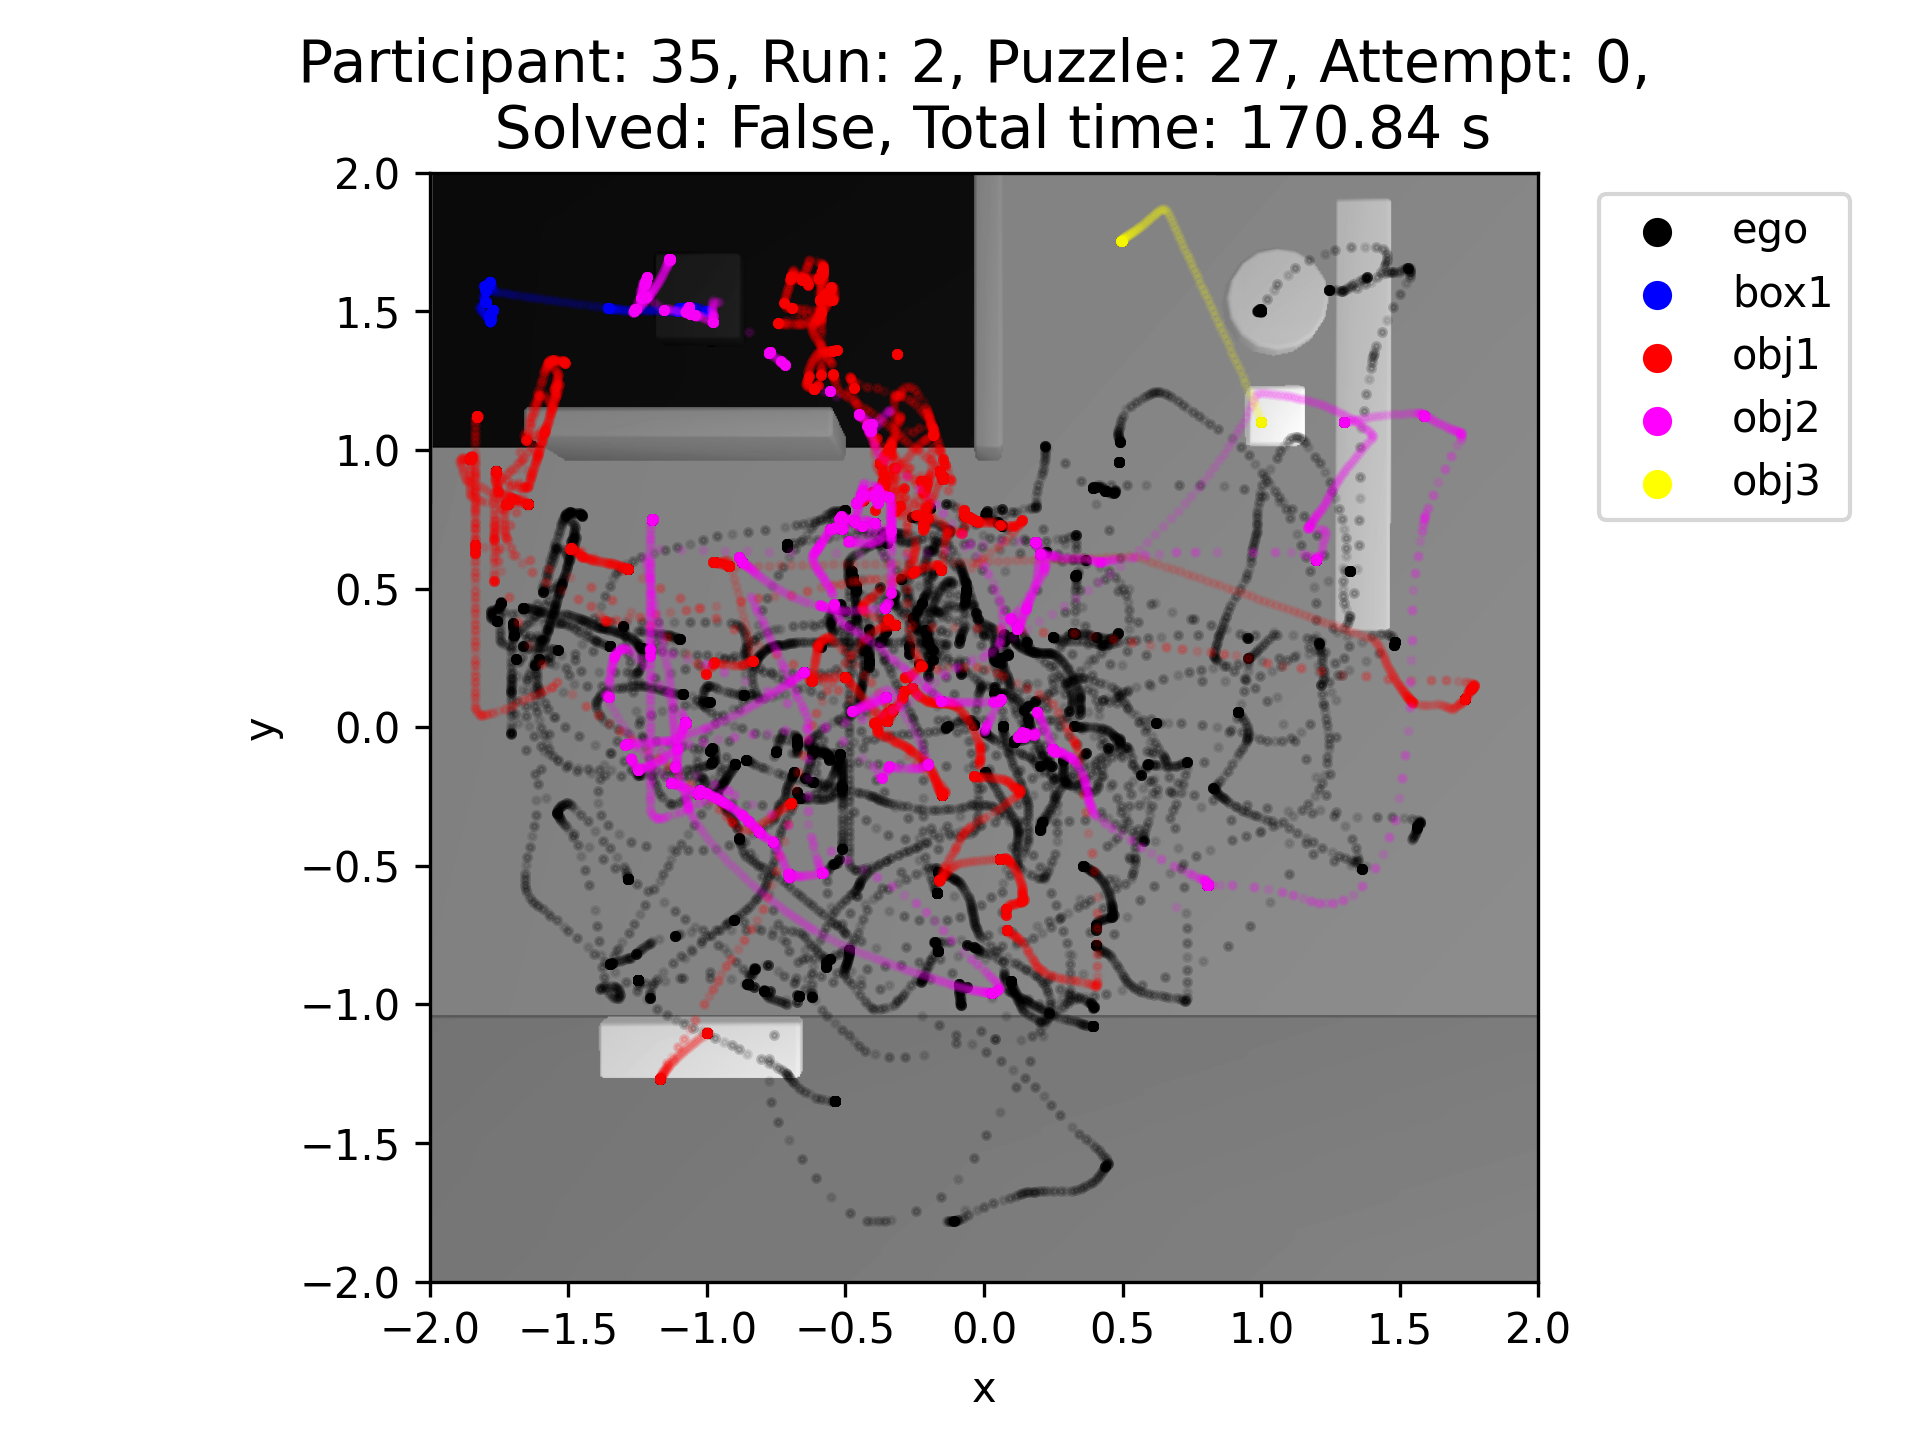 Participant: 35, Run: 2, Puzzle: 27, Attempt: 0,
Solved: False, Total time: 170.84 s
2.0
1.5
1.0
0.5
0.0
−0.5
−1.0
−1.5
−2.0
y
−2.0 −1.5 −1.0 −0.5 0.0 0.5 1.0 1.5 2.0
x
ego
box1
obj1
obj2
obj3